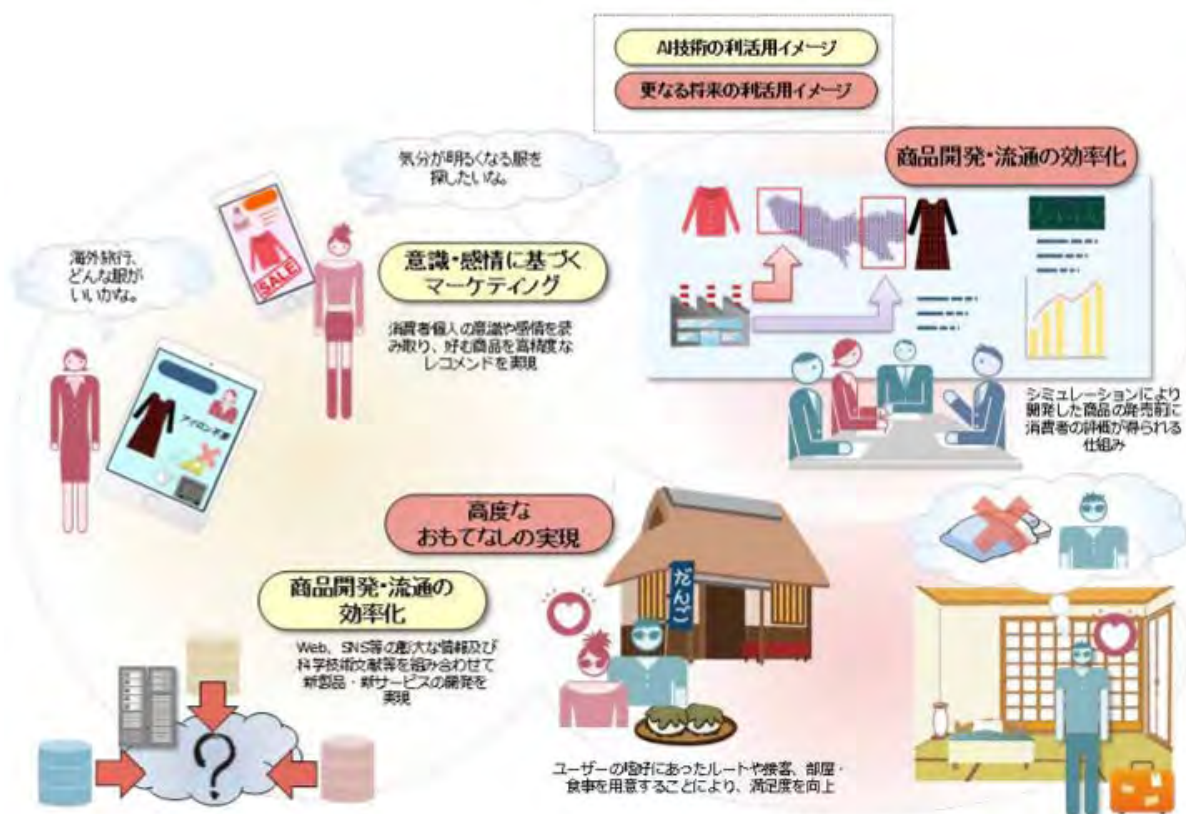 AI技術の利活用イメージ
更なる将来の利活用イメージ
商品開発・流通の効率化
気分が明るくなる服を
探したいな。
海外旅行、
どんな服が
いいかな。
SALE
意識・感情に基づく
マーケティング
消費者個人の意識や感情を読
み取り、好む商品を高精度な
レコメンドを実現
アイロン不要
シミュレーションにより
開発した商品の発売前に
消費者の評価が得られる
仕組み
高度な
おもてなしの実現
だんご
商品開発・流通の
効率化
Web、SNS等の膨大な情報及び
科学技術文献等を組み合わせて
新製品・新サービスの開発を
実現
?
ユーザーの嗜好にあったルートや接客、部屋・
食事を用意することにより、満足度を向上